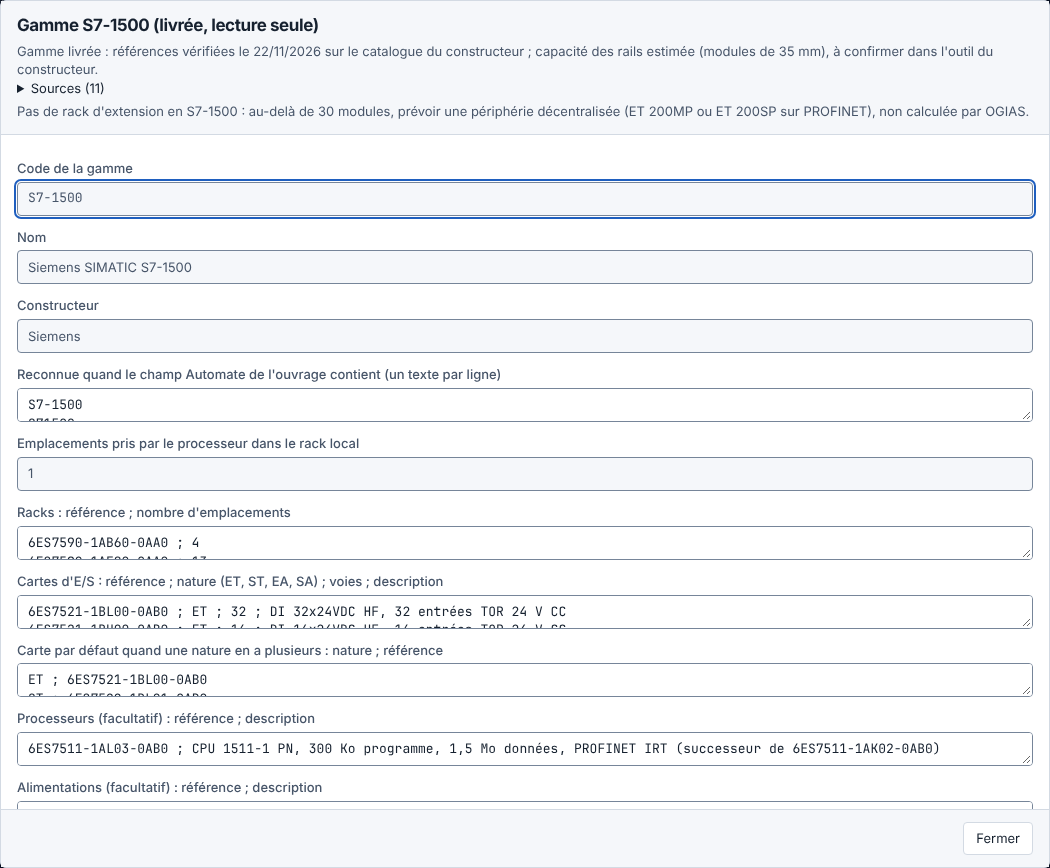 Gamme S7-1500 (livrée, lecture seule)
Gamme livrée : références vérifiées le 22/11/2026 sur le catalogue du constructeur ; capacité des rails estimée (modules de 35 mm), à confirmer dans l'outil du
constructeur.
▶ Sources (11)
Pas de rack d'extension en S7-1500 : au-delà de 30 modules, prévoir une périphérie décentralisée (ET 200MP ou ET 200SP sur PROFINET), non calculée par OGIAS.
Code de la gamme
S7-1500
Nom
Siemens SIMATIC S7-1500
Constructeur
Siemens
Reconnue quand le champ Automate de l'ouvrage contient (un texte par ligne)
S7-1500
Emplacements pris par le processeur dans le rack local
1
Racks : référence ; nombre d'emplacements
6ES7590-1AB60-0AA0 ; 4
Cartes d'E/S : référence ; nature (ET, ST, EA, SA) ; voies ; description
6ES7521-1BL00-0AB0 ; ET ; 32 ; DI 32x24VDC HF, 32 entrées TOR 24 V CC
Carte par défaut quand une nature en a plusieurs : nature ; référence
ET ; 6ES7521-1BL00-0AB0
Processeurs (facultatif) : référence ; description
6ES7511-1AL03-0AB0 ; CPU 1511-1 PN, 300 Ko programme, 1,5 Mo données, PROFINET IRT (successeur de 6ES7511-1AK02-0AB0)
Alimentations (facultatif) : référence ; description
Fermer